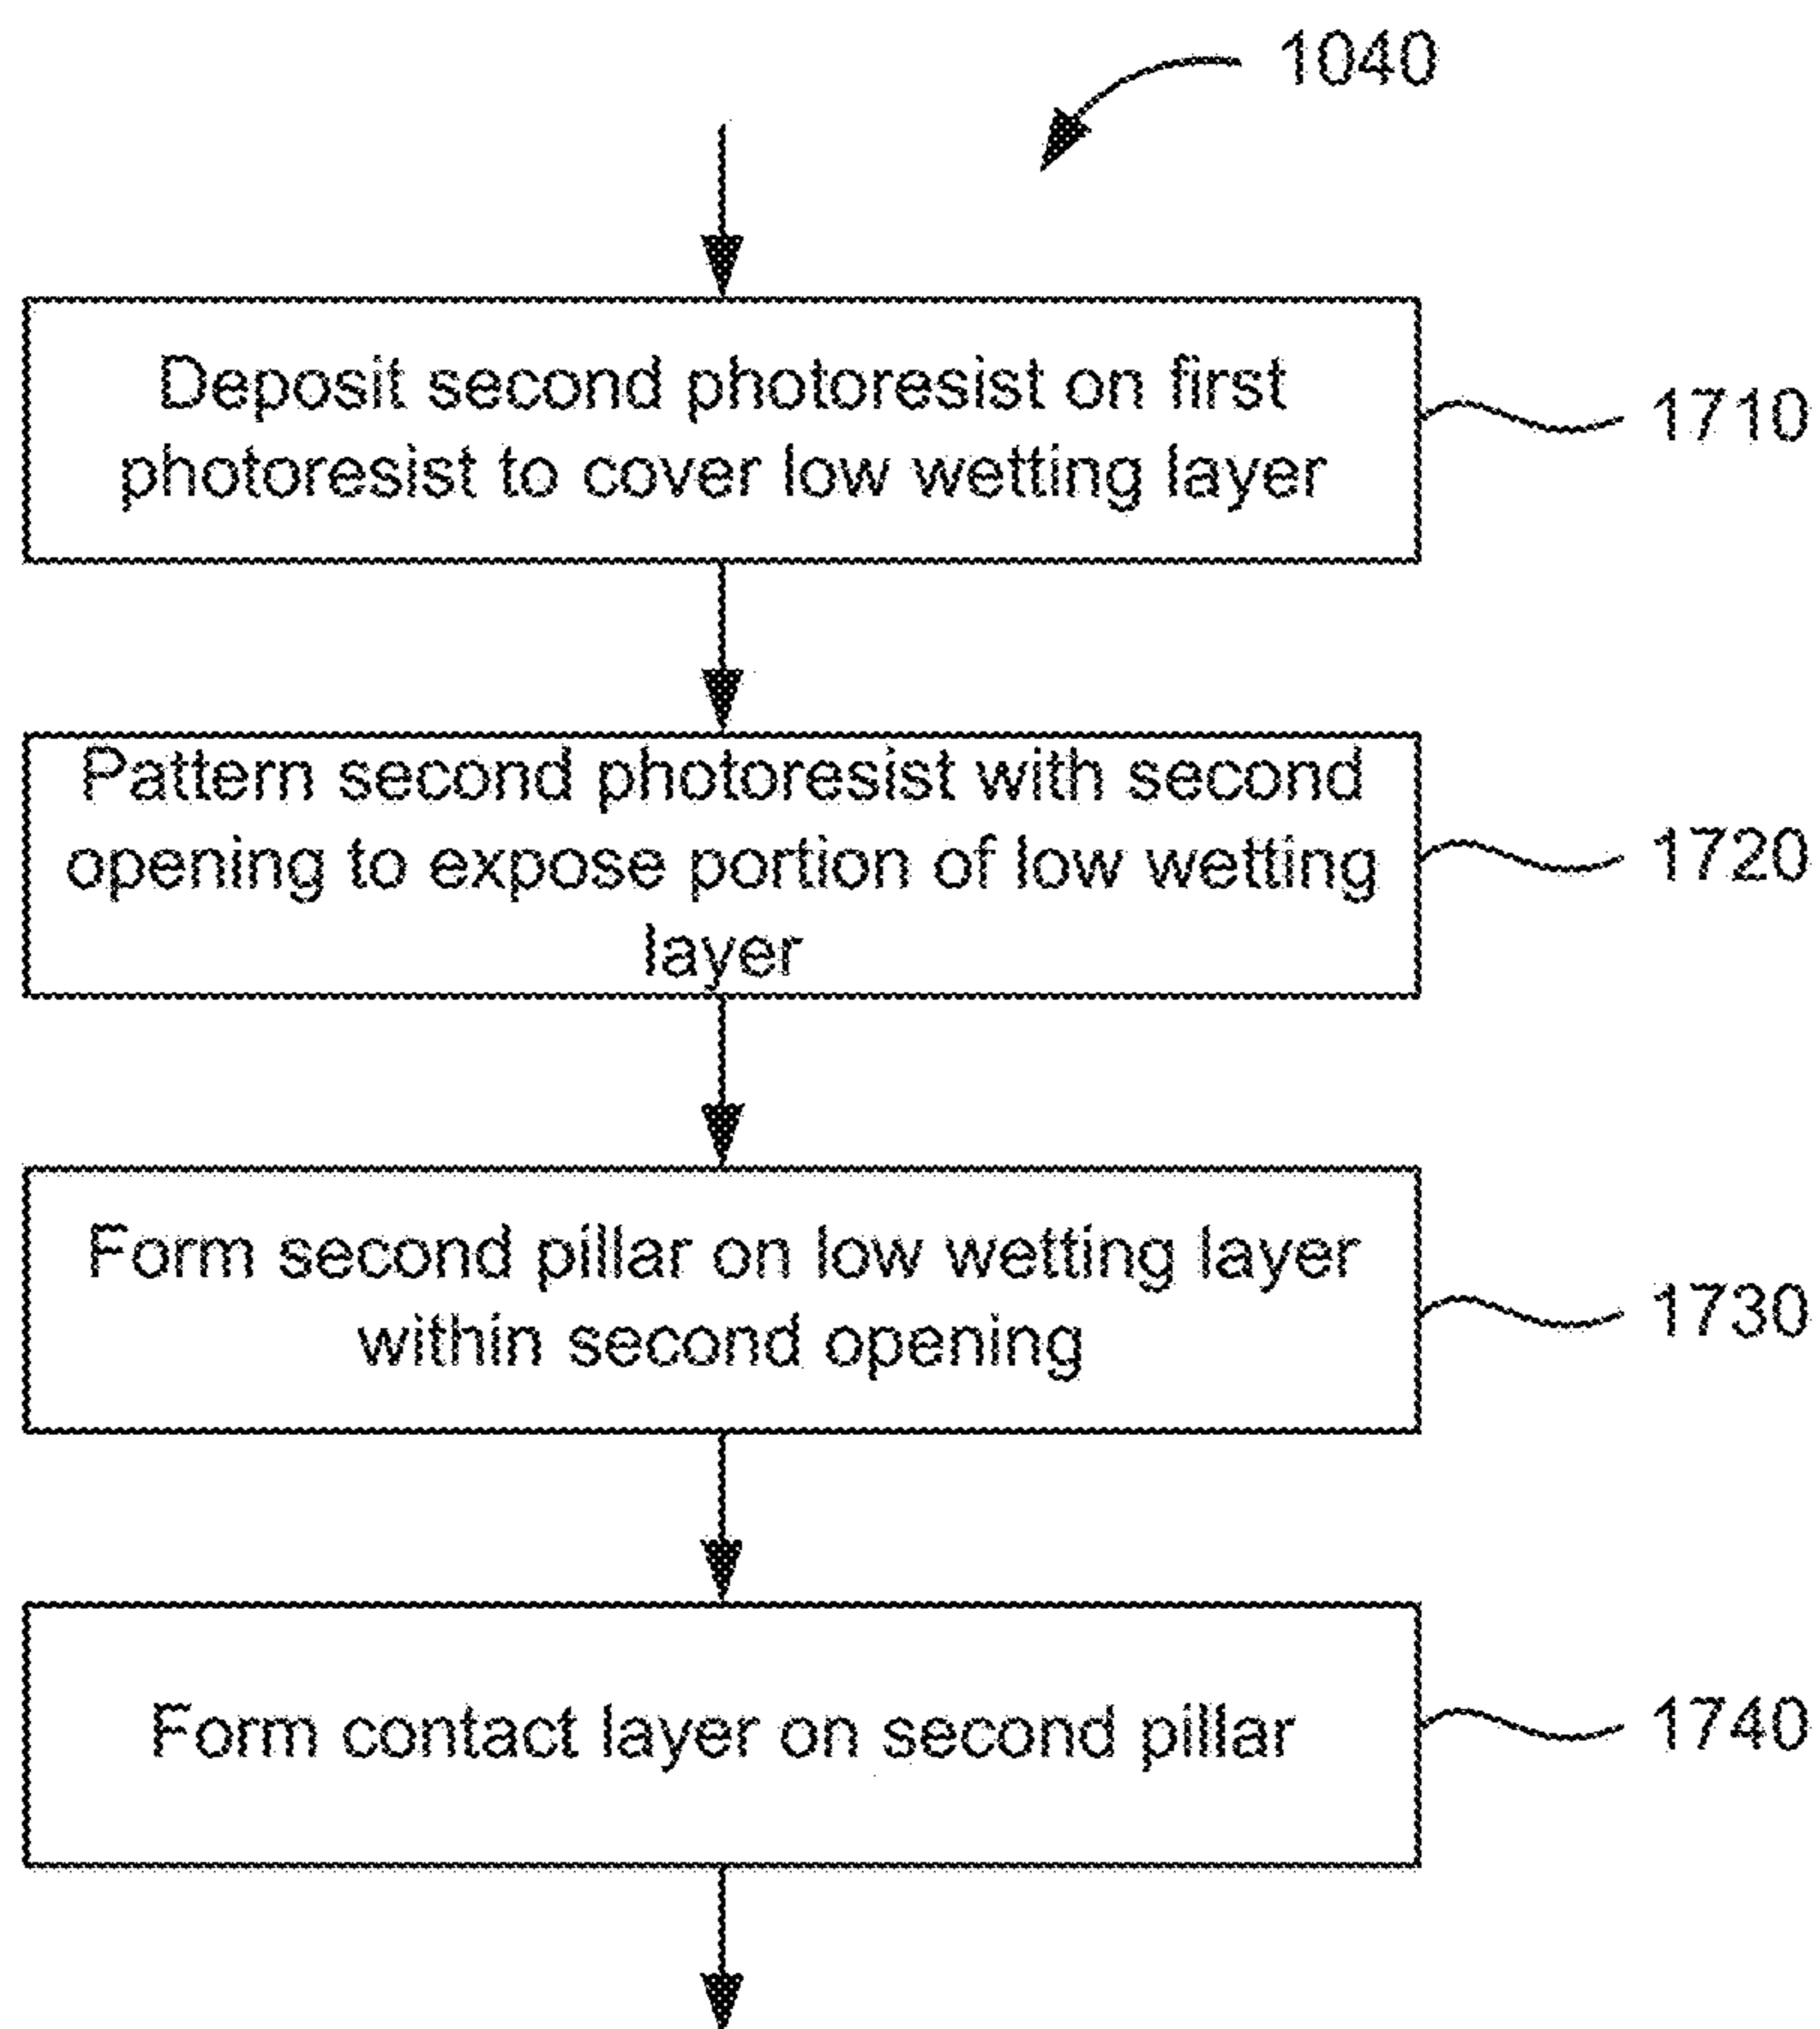 1040
Deposit second photoresist on first
photoresist to cover low wetting layer
1710
Pattern second photoresist with second
opening to expose portion of low wetting
layer
1720
Form second pillar on low wetting layer
within second opening
1730
Form contact layer on second pillar
1740